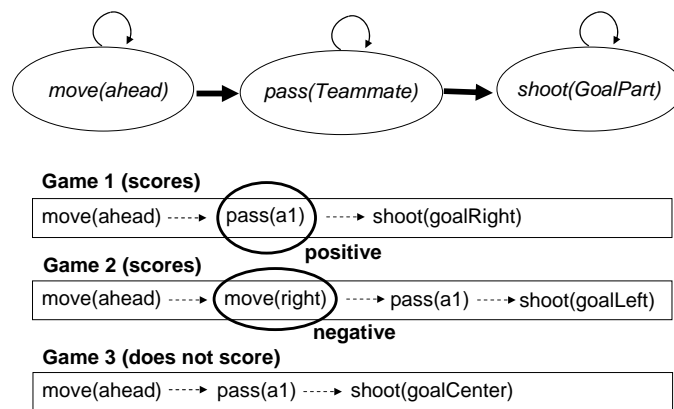 move(ahead) pass(Teammate) shoot(GoalPart)
Game 1 (scores)
move(ahead) pass(a1) shoot(goalRight)
positive
Game 2 (scores)
move(ahead) move(right) pass(a1) shoot(goalLeft)
negative
Game 3 (does not score)
move(ahead) pass(a1) shoot(goalCenter)